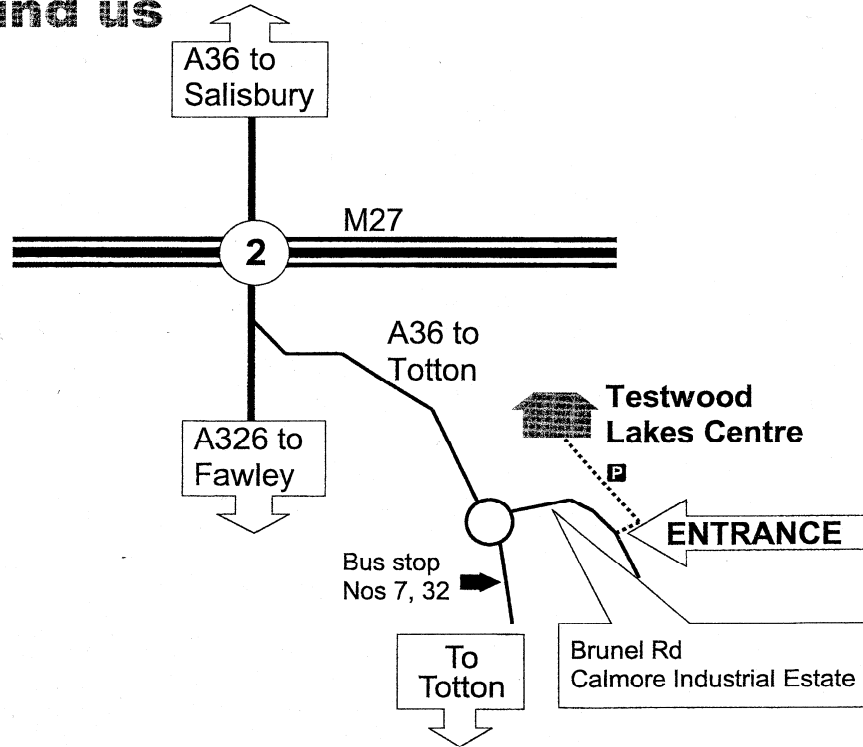 us
A36 to
Salisbury
M27
2
A36 to
Totton
Testwood
Lakes Centre
P
A326 to
Fawley
ENTRANCE
Bus stop
Nos 7, 32
To
Totton
Brunel Rd
Calmore Industrial Estate